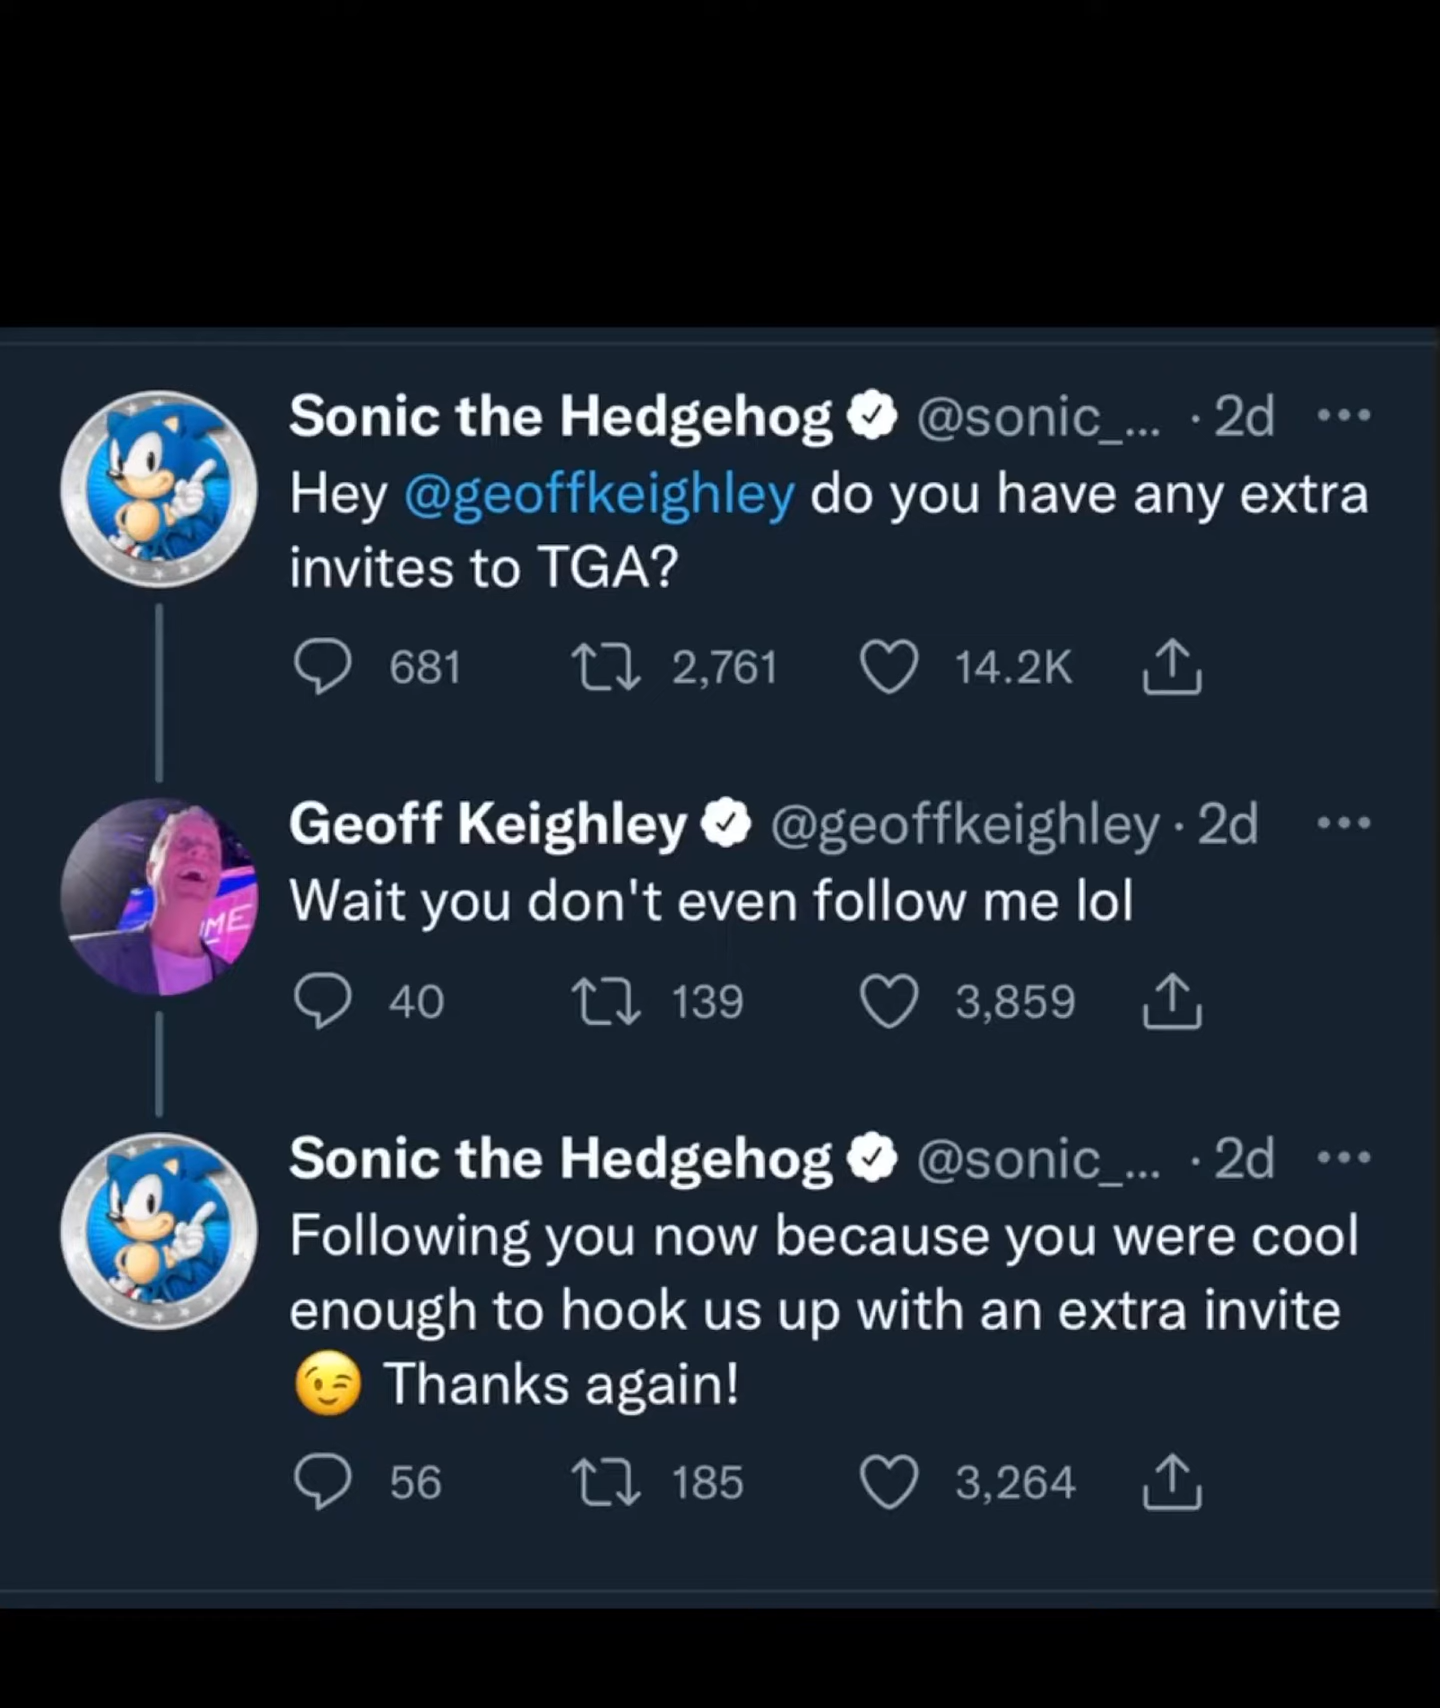 Sonic the Hedgehog @sonic_... · 2d
Hey @geoffkeighley do you have any extra
invites to TGA?
681 2,761 14.2K
Geoff Keighley @geoffkeighley · 2d
Wait you don't even follow me lol
ME
40 139 3,859
Sonic the Hedgehog @sonic_... · 2d
Following you now because you were cool
enough to hook us up with an extra invite
😉 Thanks again!
56 185 3,264